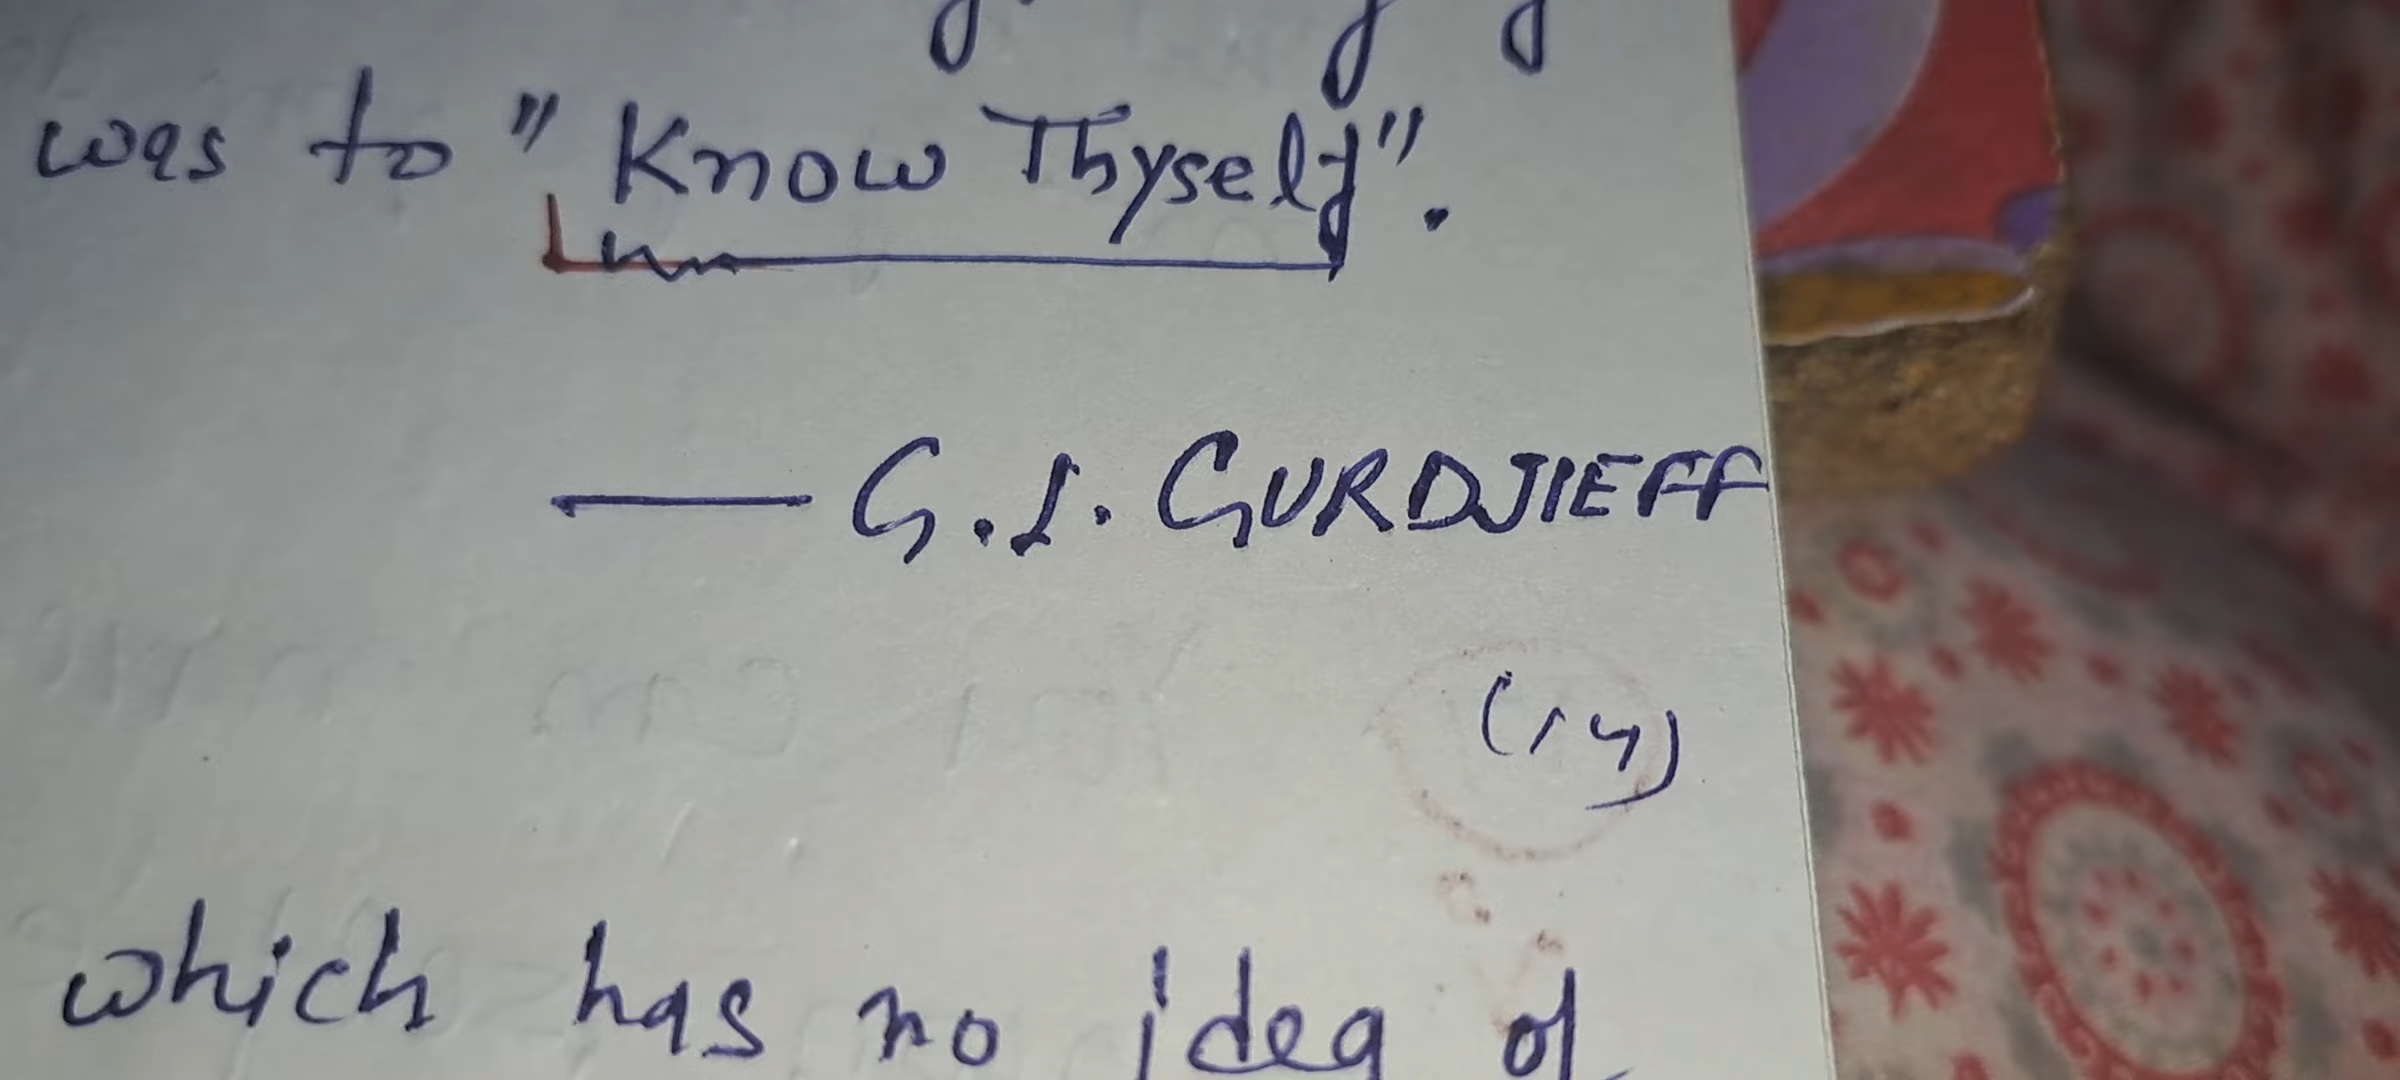 was to "Know Thyself".
— G.I. GURDJIEFF
(14)
which has no idea of